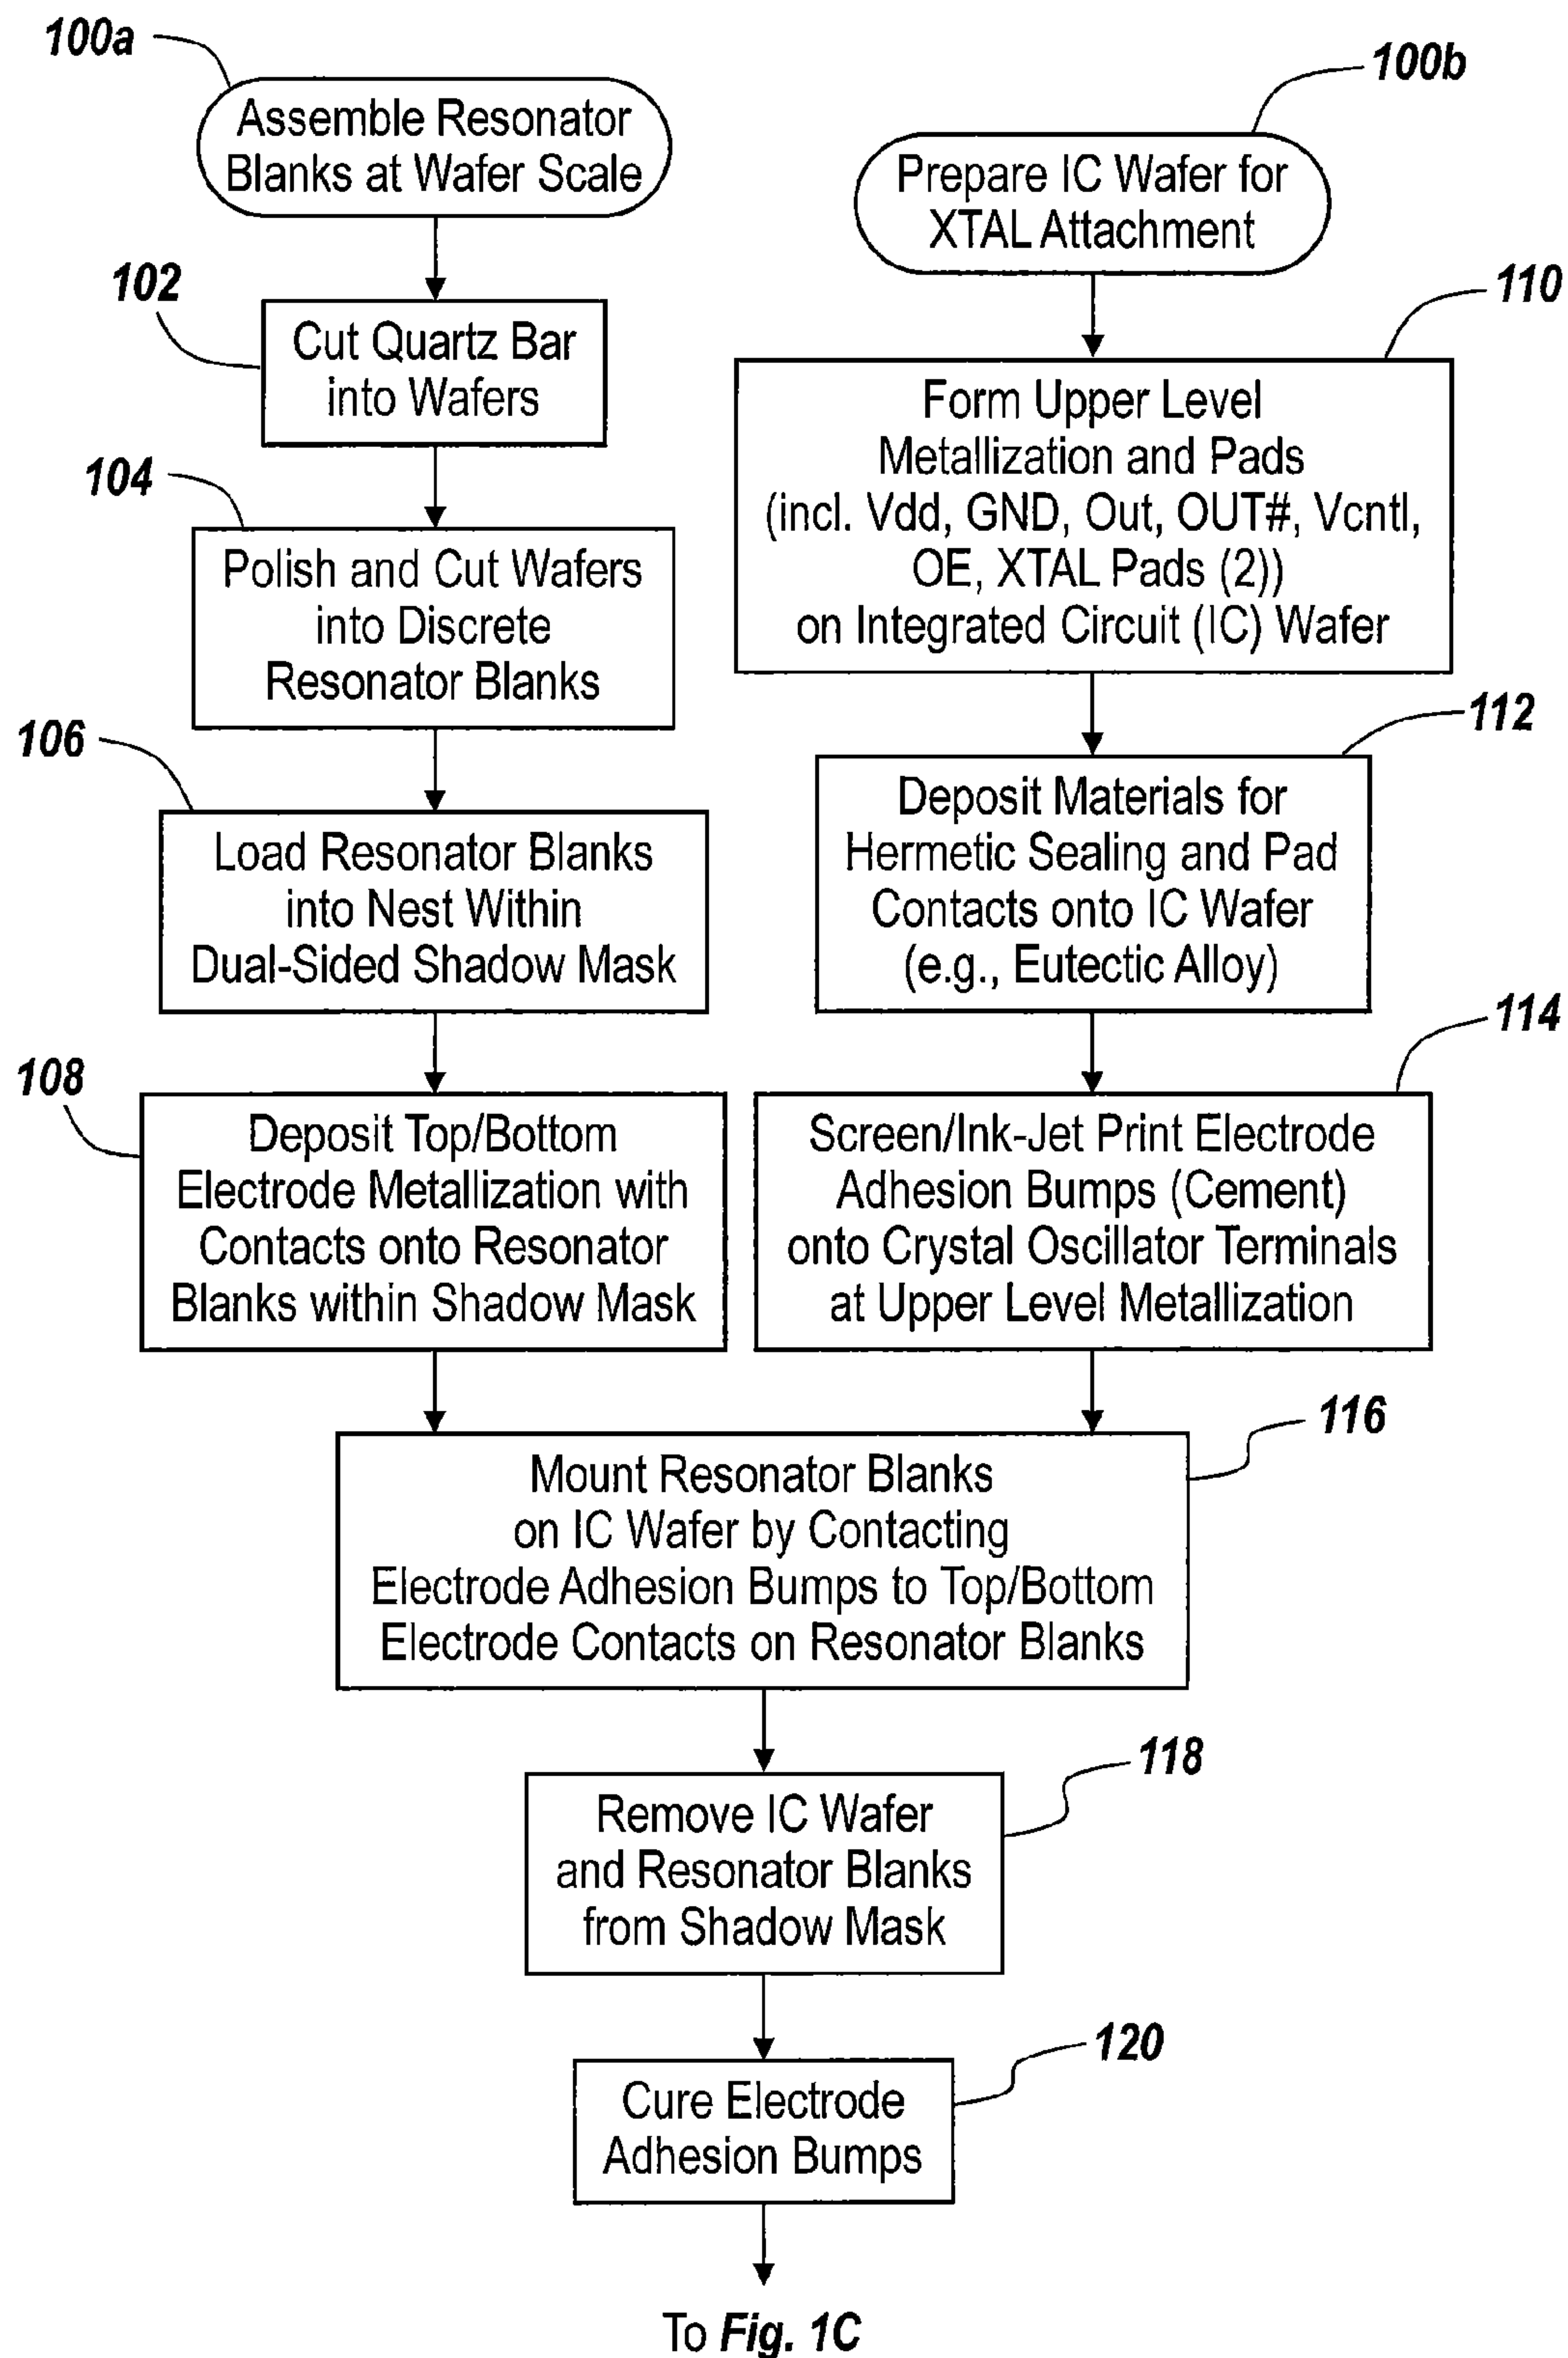 100a
Assemble Resonator
Blanks at Wafer Scale
102
Cut Quartz Bar
into Wafers
104
Polish and Cut Wafers
into Discrete
Resonator Blanks
106
Load Resonator Blanks
into Nest Within
Dual-Sided Shadow Mask
108
Deposit Top/Bottom
Electrode Metallization with
Contacts onto Resonator
Blanks within Shadow Mask
100b
Prepare IC Wafer for
XTAL Attachment
110
Form Upper Level
Metallization and Pads
(incl. Vdd, GND, Out, OUT#, Vcntl,
OE, XTAL Pads (2))
on Integrated Circuit (IC) Wafer
112
Deposit Materials for
Hermetic Sealing and Pad
Contacts onto IC Wafer
(e.g., Eutectic Alloy)
114
Screen/Ink-Jet Print Electrode
Adhesion Bumps (Cement)
onto Crystal Oscillator Terminals
at Upper Level Metallization
116
Mount Resonator Blanks
on IC Wafer by Contacting
Electrode Adhesion Bumps to Top/Bottom
Electrode Contacts on Resonator Blanks
118
Remove IC Wafer
and Resonator Blanks
from Shadow Mask
120
Cure Electrode
Adhesion Bumps
To Fig. 1C